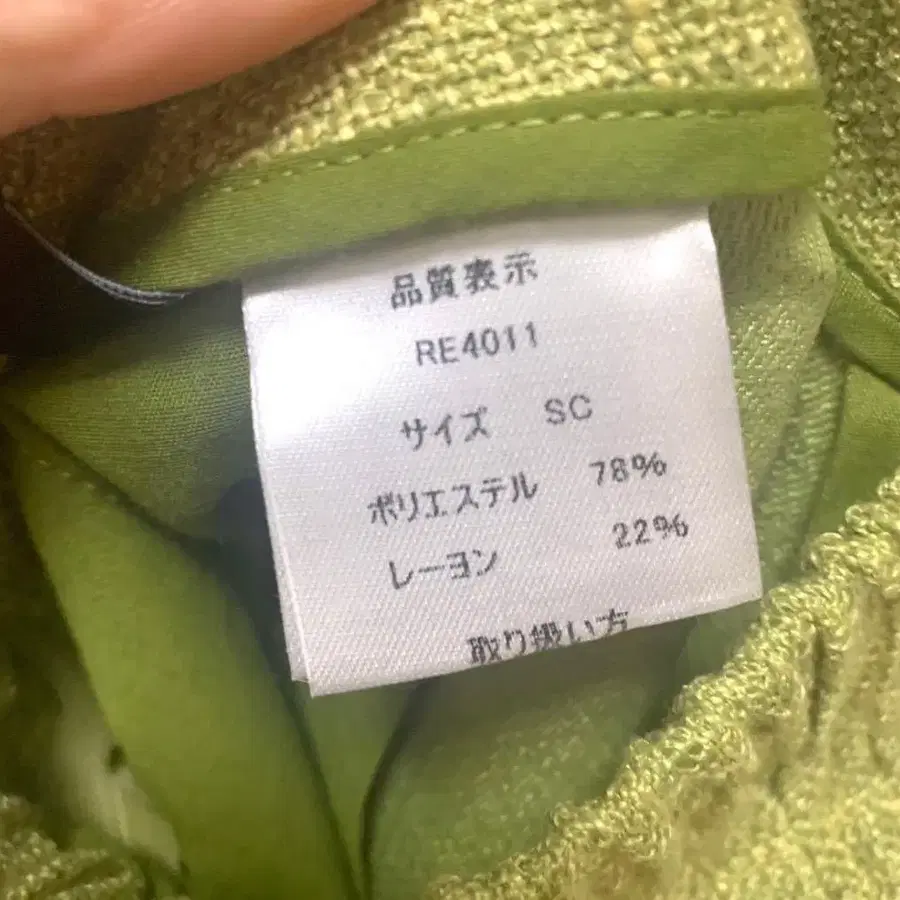 品質表示
RE4011
サイズ SC
ポリエステル 78%
レーヨン 22%
取り扱い方